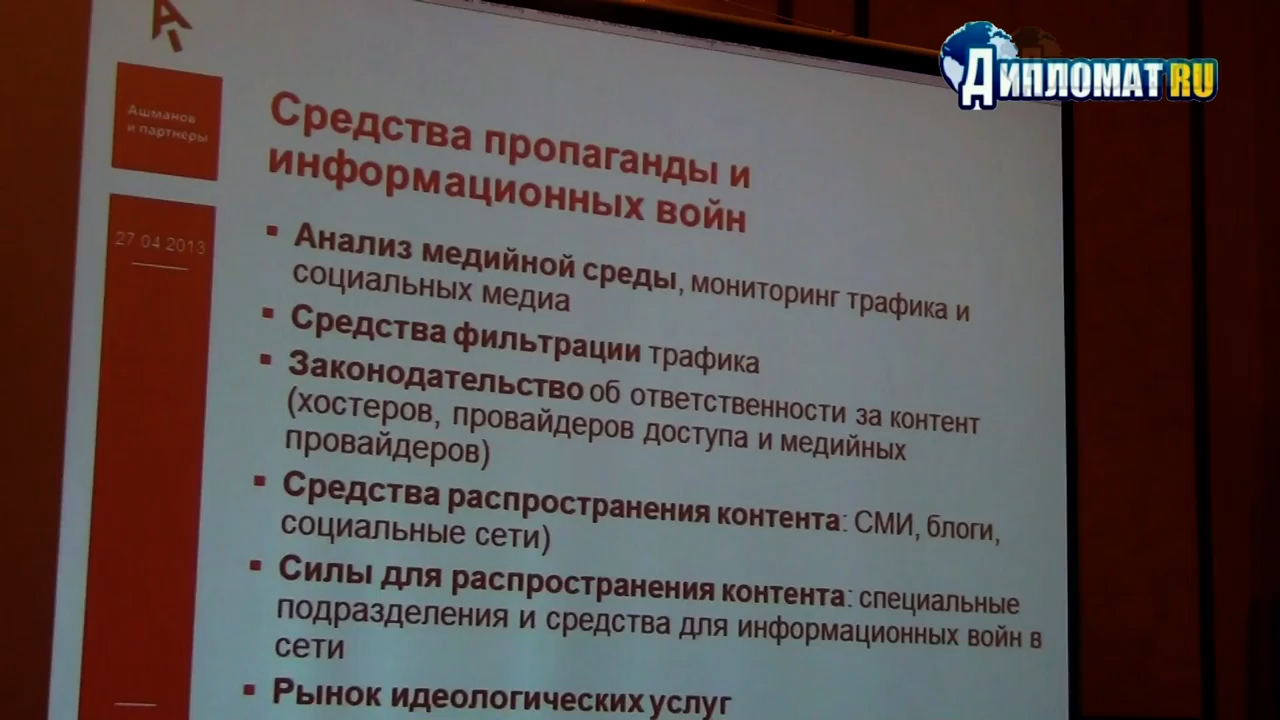 ДИПЛОМАТ RU
Ашманов
и партнеры
27 04 2013
Средства пропаганды и
информационных войн
▪ Анализ медийной среды, мониторинг трафика и
социальных медиа
▪ Средства фильтрации трафика
▪ Законодательство об ответственности за контент
(хостеров, провайдеров доступа и медийных
провайдеров)
▪ Средства распространения контента: СМИ, блоги,
социальные сети)
▪ Силы для распространения контента: специальные
подразделения и средства для информационных войн в
сети
▪ Рынок идеологических услуг